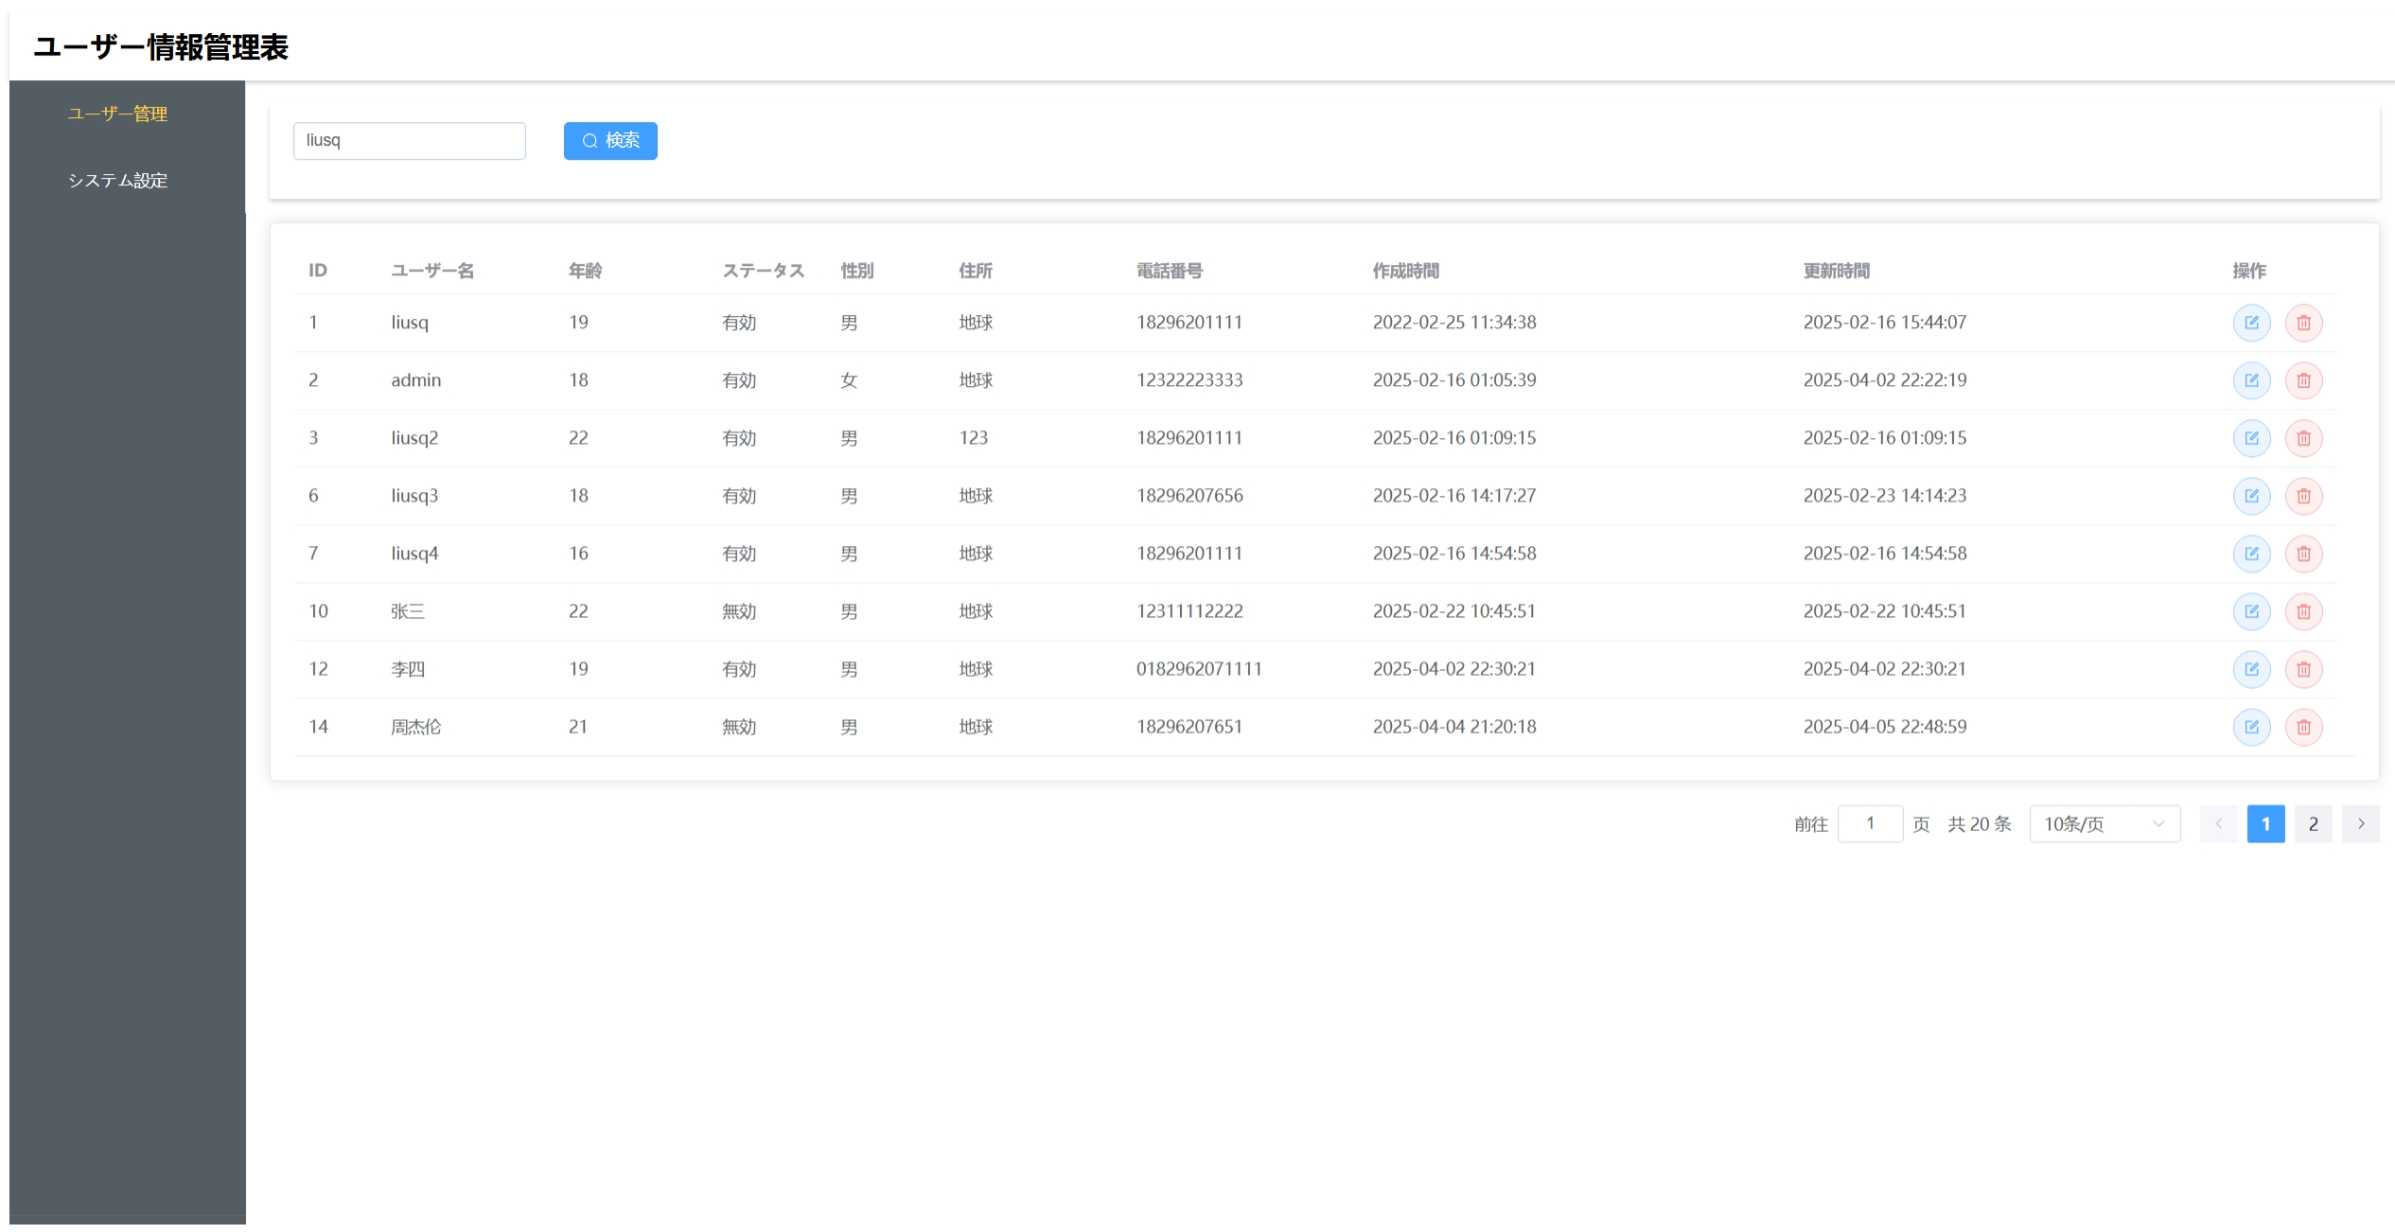 ユーザー情報管理表
ユーザー管理
システム設定
liusq 検索
ID ユーザー名 年齢 ステータス 性別 住所 電話番号 作成時間 更新時間 操作
1 liusq 19 有効 男 地球 18296201111 2022-02-25 11:34:38 2025-02-16 15:44:07
2 admin 18 有効 女 地球 12322223333 2025-02-16 01:05:39 2025-04-02 22:22:19
3 liusq2 22 有効 男 123 18296201111 2025-02-16 01:09:15 2025-02-16 01:09:15
6 liusq3 18 有効 男 地球 18296207656 2025-02-16 14:17:27 2025-02-23 14:14:23
7 liusq4 16 有効 男 地球 18296201111 2025-02-16 14:54:58 2025-02-16 14:54:58
10 张三 22 無効 男 地球 12311112222 2025-02-22 10:45:51 2025-02-22 10:45:51
12 李四 19 有効 男 地球 0182962071111 2025-04-02 22:30:21 2025-04-02 22:30:21
14 周杰伦 21 無効 男 地球 18296207651 2025-04-04 21:20:18 2025-04-05 22:48:59
前往 1 页 共 20 条 10条/页 1 2